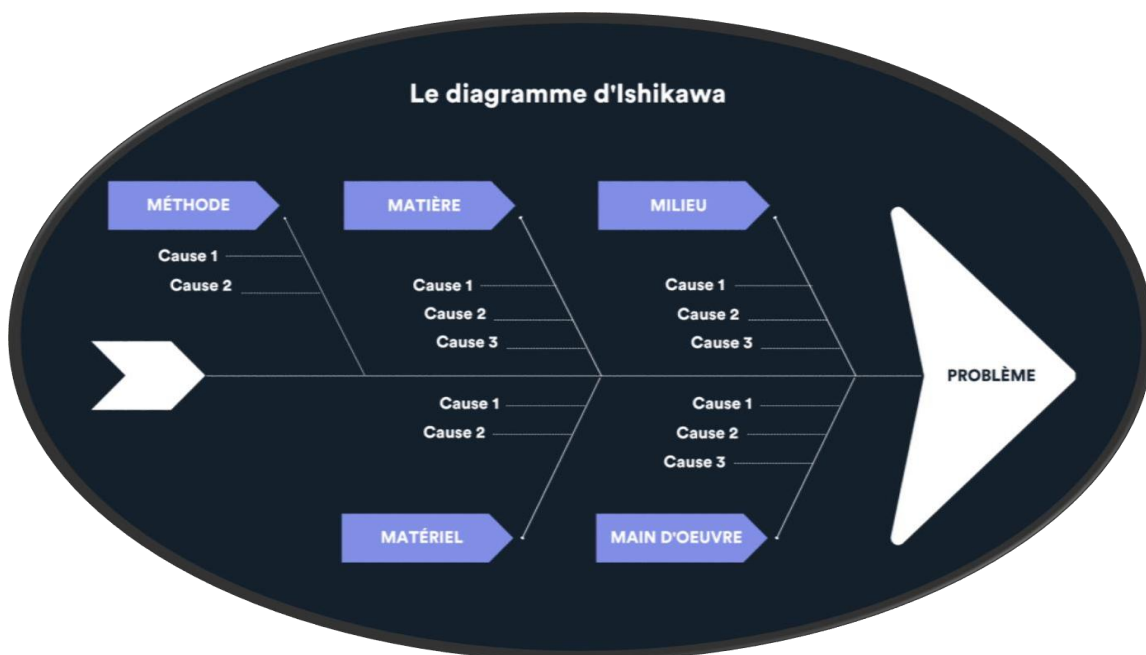 Le diagramme d'Ishikawa
MÉTHODE
Cause 1
Cause 2
MATIÈRE
Cause 1
Cause 2
Cause 3
MILIEU
Cause 1
Cause 2
Cause 3
PROBLÈME
Cause 1
Cause 2
MATÉRIEL
Cause 1
Cause 2
Cause 3
MAIN D'OEUVRE